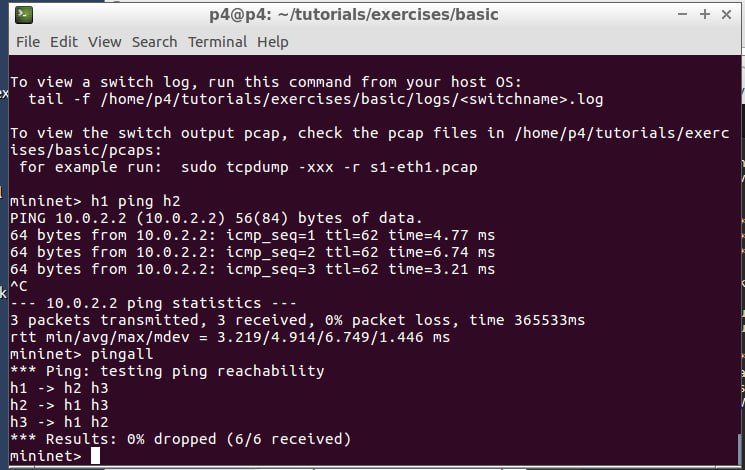 p4@p4: ~/tutorials/exercises/basic
File Edit View Search Terminal Help
To view a switch log, run this command from your host OS:
  tail -f /home/p4/tutorials/exercises/basic/logs/<switchname>.log
To view the switch output pcap, check the pcap files in /home/p4/tutorials/exerc
ises/basic/pcaps:
 for example run:  sudo tcpdump -xxx -r s1-eth1.pcap
mininet> h1 ping h2
PING 10.0.2.2 (10.0.2.2) 56(84) bytes of data.
64 bytes from 10.0.2.2: icmp_seq=1 ttl=62 time=4.77 ms
64 bytes from 10.0.2.2: icmp_seq=2 ttl=62 time=6.74 ms
64 bytes from 10.0.2.2: icmp_seq=3 ttl=62 time=3.21 ms
^C
--- 10.0.2.2 ping statistics ---
3 packets transmitted, 3 received, 0% packet loss, time 365533ms
rtt min/avg/max/mdev = 3.219/4.914/6.749/1.446 ms
mininet> pingall
*** Ping: testing ping reachability
h1 -> h2 h3
h2 -> h1 h3
h3 -> h1 h2
*** Results: 0% dropped (6/6 received)
mininet>